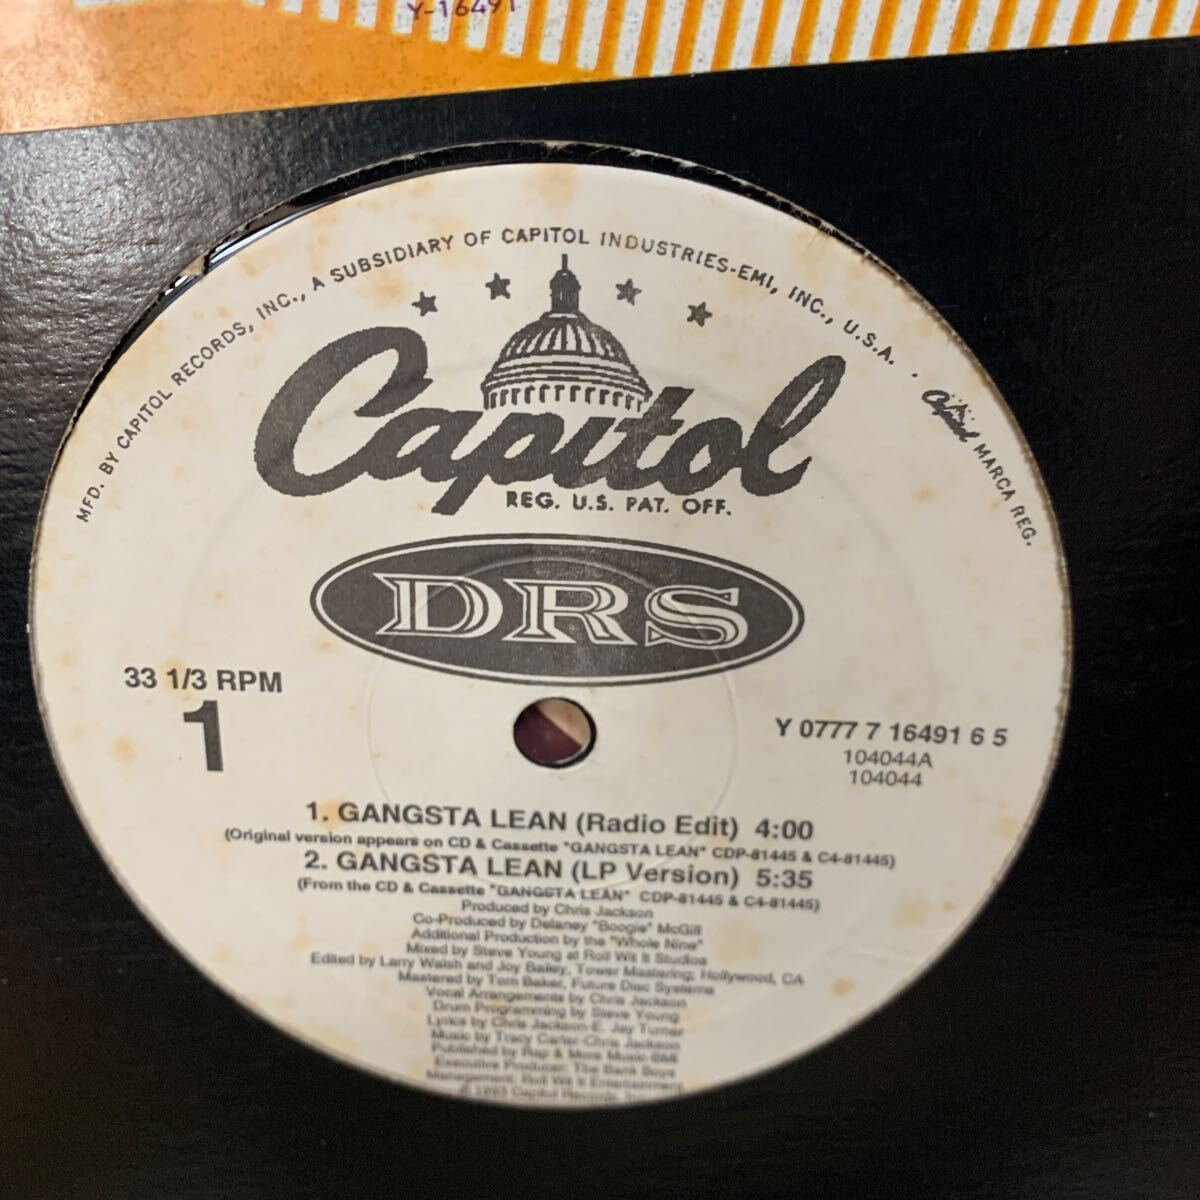 Y-16491
MFD. BY CAPITOL RECORDS, INC., A SUBSIDIARY OF CAPITOL INDUSTRIES-EMI, INC., U.S.A. · Capitol MARCA REG.
Capitol
REG. U.S. PAT. OFF.
DRS
33 1/3 RPM
1
Y 0777 7 16491 6 5
104044A
104044
1. GANGSTA LEAN (Radio Edit) 4:00
(Original version appears on CD & Cassette "GANGSTA LEAN" CDP-81445 & C4-81445)
2. GANGSTA LEAN (LP Version) 5:35
(From the CD & Cassette "GANGSTA LEAN" CDP-81445 & C4-81445)
Produced by Chris Jackson
Co-Produced by Delaney "Boogie" McGill
Additional Production by the "Whole Nine"
Mixed by Steve Young at Roll Wit It Studios
Edited by Larry Walsh and Joy Bailey, Tower Mastering; Hollywood, CA
Mastered by Tom Baker, Future Disc Systems
Vocal Arrangements by Chris Jackson
Drum Programming by Steve Young
Lyrics by Chris Jackson-E. Jay Turner
Music by Tracy Carter-Chris Jackson
Published by Rap & More Music-BMI
Executive Producer: The Bank Boys
Management: Roll Wit It Entertainment
1993 Capitol Records,